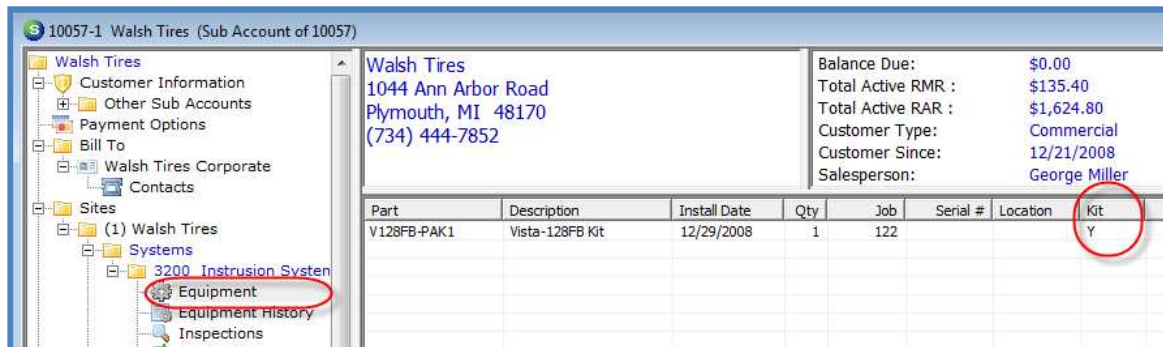 10057-1 Walsh Tires (Sub Account of 10057)
Walsh Tires
Customer Information
Other Sub Accounts
Payment Options
Bill To
Walsh Tires Corporate
Contacts
Sites
(1) Walsh Tires
Systems
3200 Instrusion System
Equipment
Equipment History
Inspections
Walsh Tires
1044 Ann Arbor Road
Plymouth, MI 48170
(734) 444-7852
Balance Due: $0.00
Total Active RMR : $135.40
Total Active RAR : $1,624.80
Customer Type: Commercial
Customer Since: 12/21/2008
Salesperson: George Miller
Part Description Install Date Qty Job Serial # Location Kit
V128FB-PAK1 Vista-128FB Kit 12/29/2008 1 122 Y